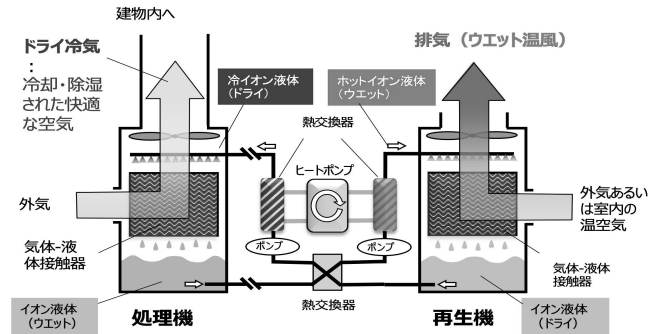 建物内へ
ドライ冷気
:
冷却・除湿
された快適
な空気
冷イオン液体
(ドライ)
ホットイオン液体
(ウエット)
排気（ウエット温風）
熱交換器
ヒートポンプ
外気
外気あるい
は室内の
温空気
気体-液
体接触器
ポンプ
ポンプ
気体-液体
接触器
イオン液体
(ウエット)
処理機
熱交換器
再生機
イオン液体
(ドライ)